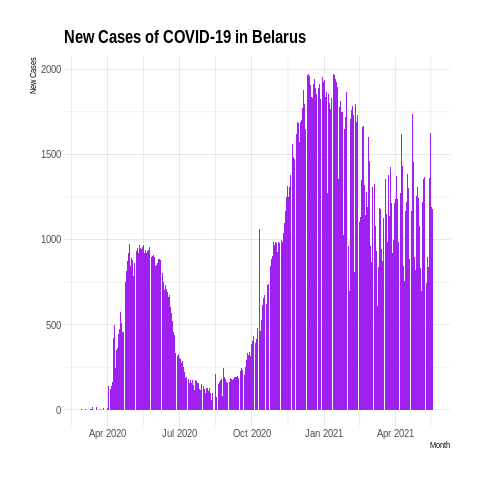 New Cases of COVID-19 in Belarus
New Cases
2000
1500
1000
500
0
Apr 2020 Jul 2020 Oct 2020 Jan 2021 Apr 2021
Month